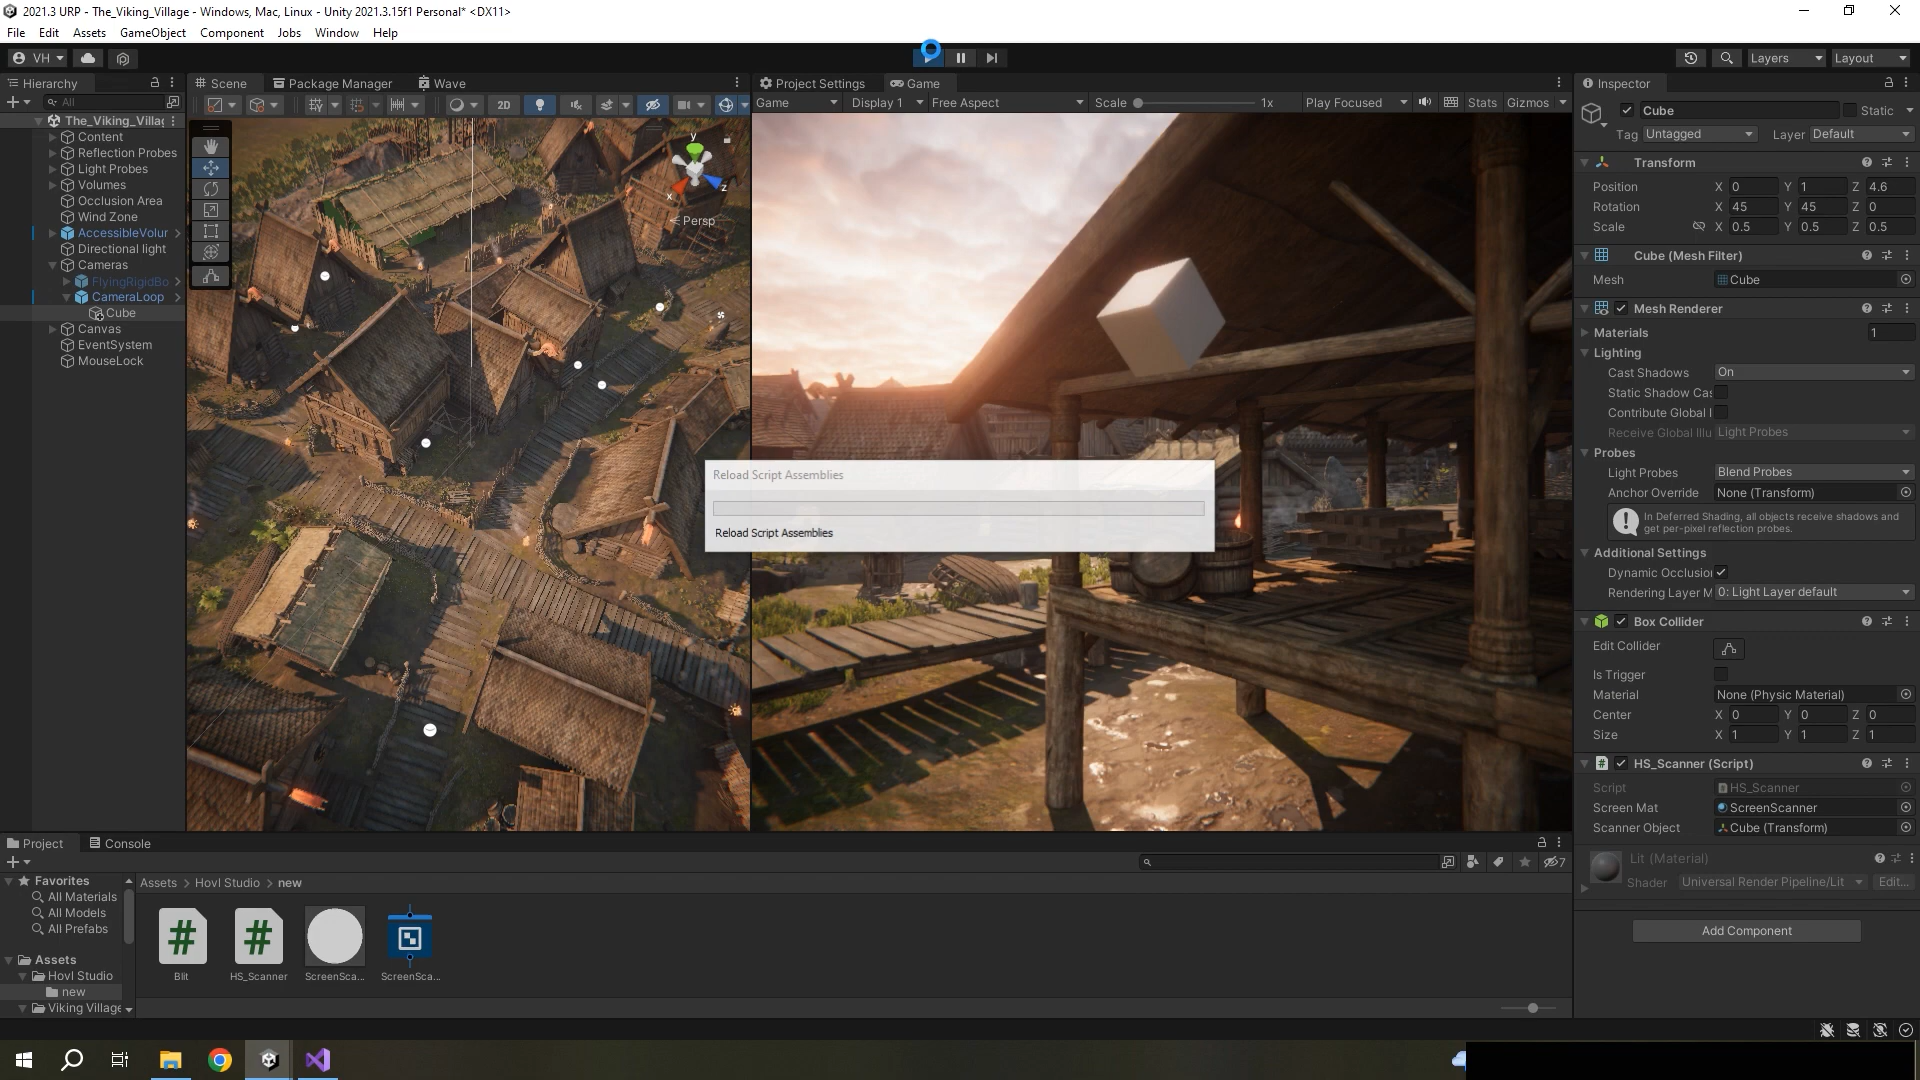 2021.3 URP - The_Viking_Village - Windows, Mac, Linux - Unity 2021.3.15f1 Personal* <DX11>
File Edit Assets GameObject Component Jobs Window Help
VH Layers Layout
Hierarchy
All
The_Viking_Villag
Content
Reflection Probes
Light Probes
Volumes
Occlusion Area
Wind Zone
AccessibleVolur
Directional light
Cameras
FlyingRigidBo
CameraLoop
Cube
Canvas
EventSystem
MouseLock
Scene Package Manager Wave
2D
y
x z
Persp
Project Settings Game
Game Display 1 Free Aspect Scale 1x Play Focused Stats Gizmos
Reload Script Assemblies
Reload Script Assemblies
Inspector
Cube Static
Tag Untagged Layer Default
Transform
Position X 0 Y 1 Z 4.6
Rotation X 45 Y 45 Z 0
Scale X 0.5 Y 0.5 Z 0.5
Cube (Mesh Filter)
Mesh Cube
Mesh Renderer
Materials 1
Lighting
Cast Shadows On
Static Shadow Cas
Contribute Global I
Receive Global Illu Light Probes
Probes
Light Probes Blend Probes
Anchor Override None (Transform)
In Deferred Shading, all objects receive shadows and
get per-pixel reflection probes.
Additional Settings
Dynamic Occlusio
Rendering Layer M 0: Light Layer default
Box Collider
Edit Collider
Is Trigger
Material None (Physic Material)
Center X 0 Y 0 Z 0
Size X 1 Y 1 Z 1
# HS_Scanner (Script)
Script HS_Scanner
Screen Mat ScreenScanner
Scanner Object Cube (Transform)
Lit (Material)
Shader Universal Render Pipeline/Lit Edit...
Add Component
Project Console
7
Favorites
All Materials
All Models
All Prefabs
Assets
Hovl Studio
new
Viking Village
Assets > Hovl Studio > new
# # 
Blit HS_Scanner ScreenSca... ScreenSca...